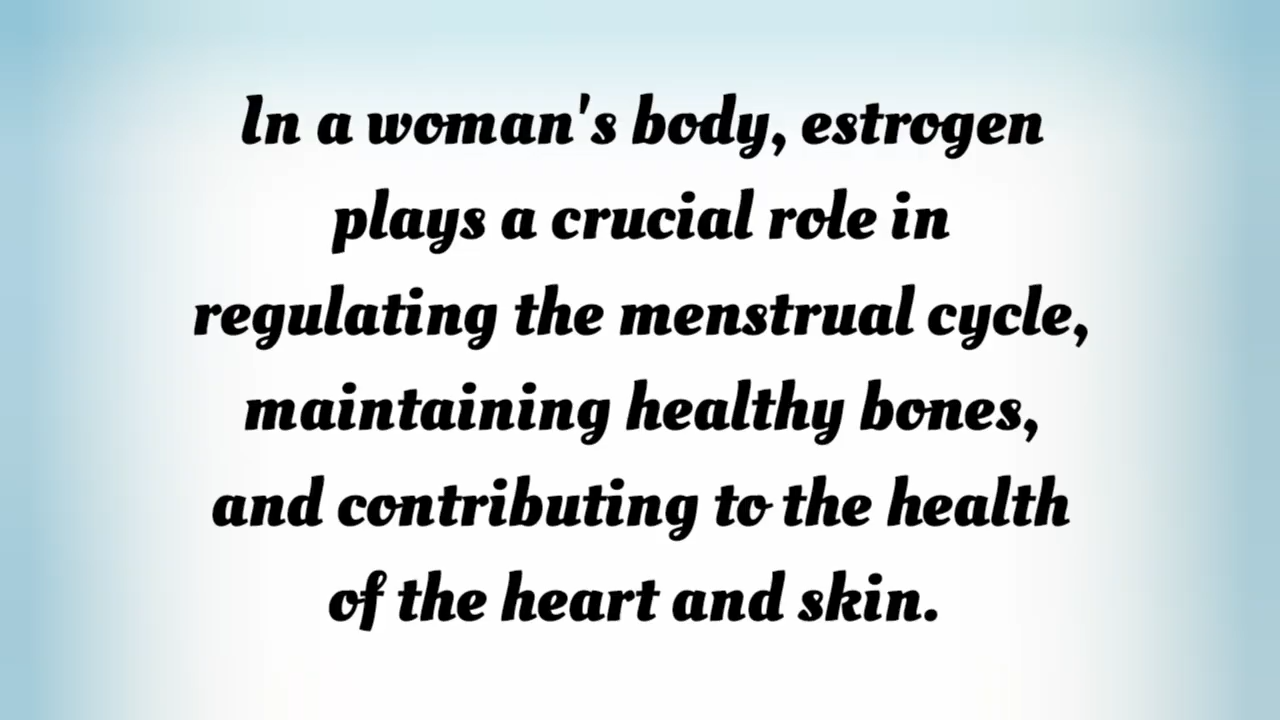 In a woman's body, estrogen
plays a crucial role in
regulating the menstrual cycle,
maintaining healthy bones,
and contributing to the health
of the heart and skin.